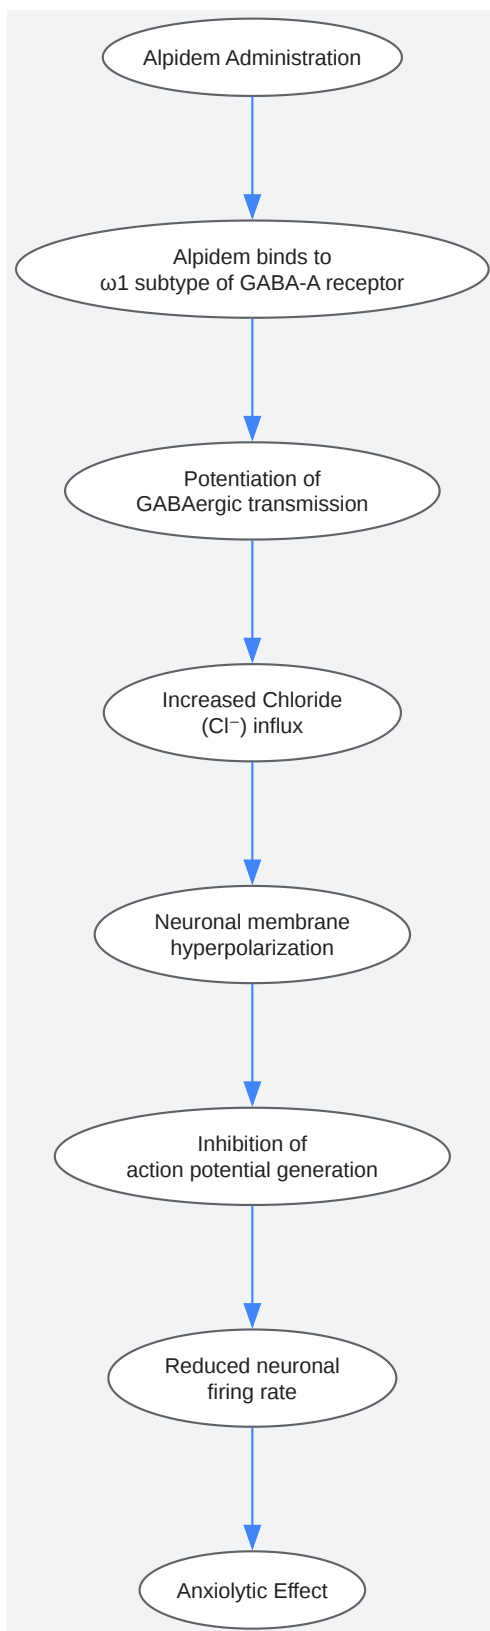 Alpidem Administration
Alpidem binds to
ω1 subtype of GABA-A receptor
Potentiation of
GABAergic transmission
Increased Chloride
(Cl⁻) influx
Neuronal membrane
hyperpolarization
Inhibition of
action potential generation
Reduced neuronal
firing rate
Anxiolytic Effect